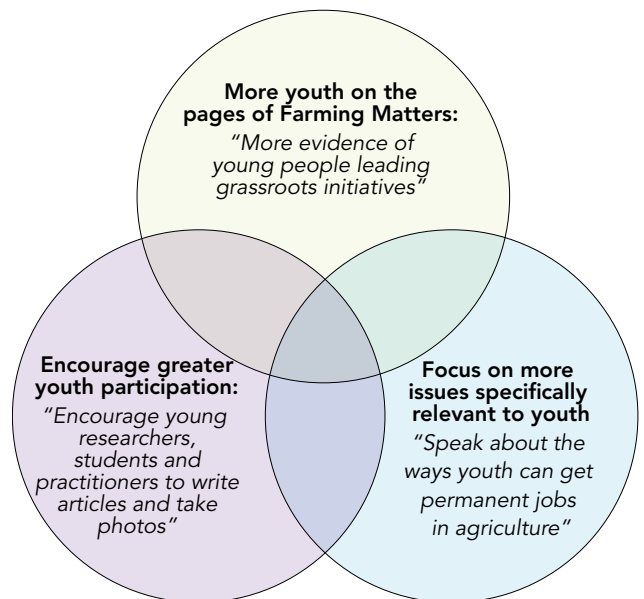 More youth on the
pages of Farming Matters:
“More evidence of
young people leading
grassroots initiatives”
Encourage greater
youth participation:
“Encourage young
researchers,
students and
practitioners to write
articles and take
photos”
Focus on more
issues specifically
relevant to youth
“Speak about the
ways youth can get
permanent jobs
in agriculture”